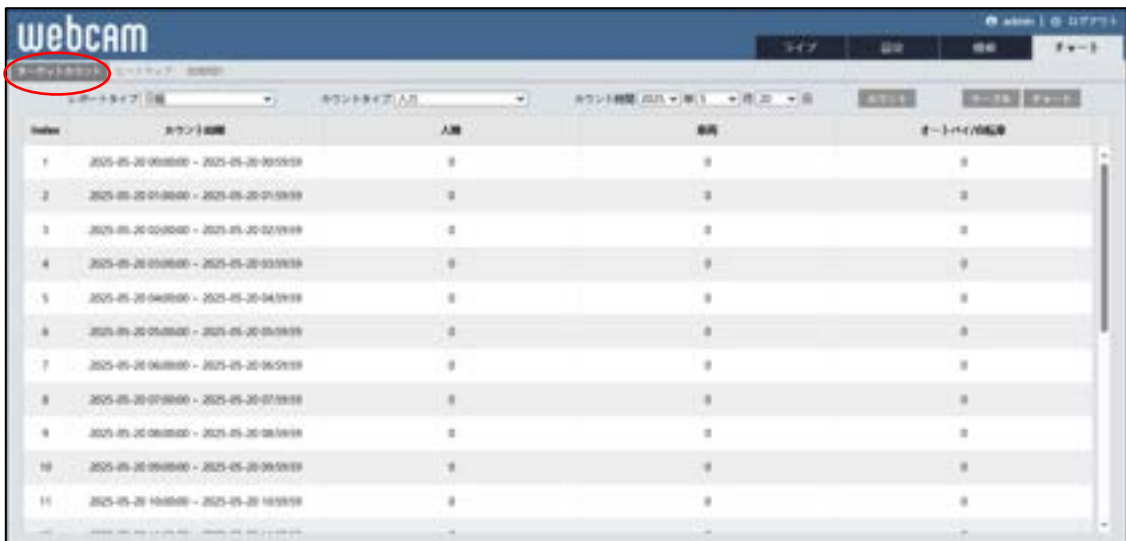 webcam
admin | ログアウト
ライブ 設定 検索 チャート
ターゲットカウント ヒートマップ
レポートタイプ 日報 カウントタイプ 入力 カウント時間 2025 年 5 月 20 日 カウント テーブル チャート
Index カウント時間 人間 車両 オートバイ/自転車
1 2025-05-20 00:00:00 ~ 2025-05-20 00:59:59 0 0 0
2 2025-05-20 01:00:00 ~ 2025-05-20 01:59:59 0 0 0
3 2025-05-20 02:00:00 ~ 2025-05-20 02:59:59 0 0 0
4 2025-05-20 03:00:00 ~ 2025-05-20 03:59:59 0 0 0
5 2025-05-20 04:00:00 ~ 2025-05-20 04:59:59 0 0 0
6 2025-05-20 05:00:00 ~ 2025-05-20 05:59:59 0 0 0
7 2025-05-20 06:00:00 ~ 2025-05-20 06:59:59 0 0 0
8 2025-05-20 07:00:00 ~ 2025-05-20 07:59:59 0 0 0
9 2025-05-20 08:00:00 ~ 2025-05-20 08:59:59 0 0 0
10 2025-05-20 09:00:00 ~ 2025-05-20 09:59:59 0 0 0
11 2025-05-20 10:00:00 ~ 2025-05-20 10:59:59 0 0 0